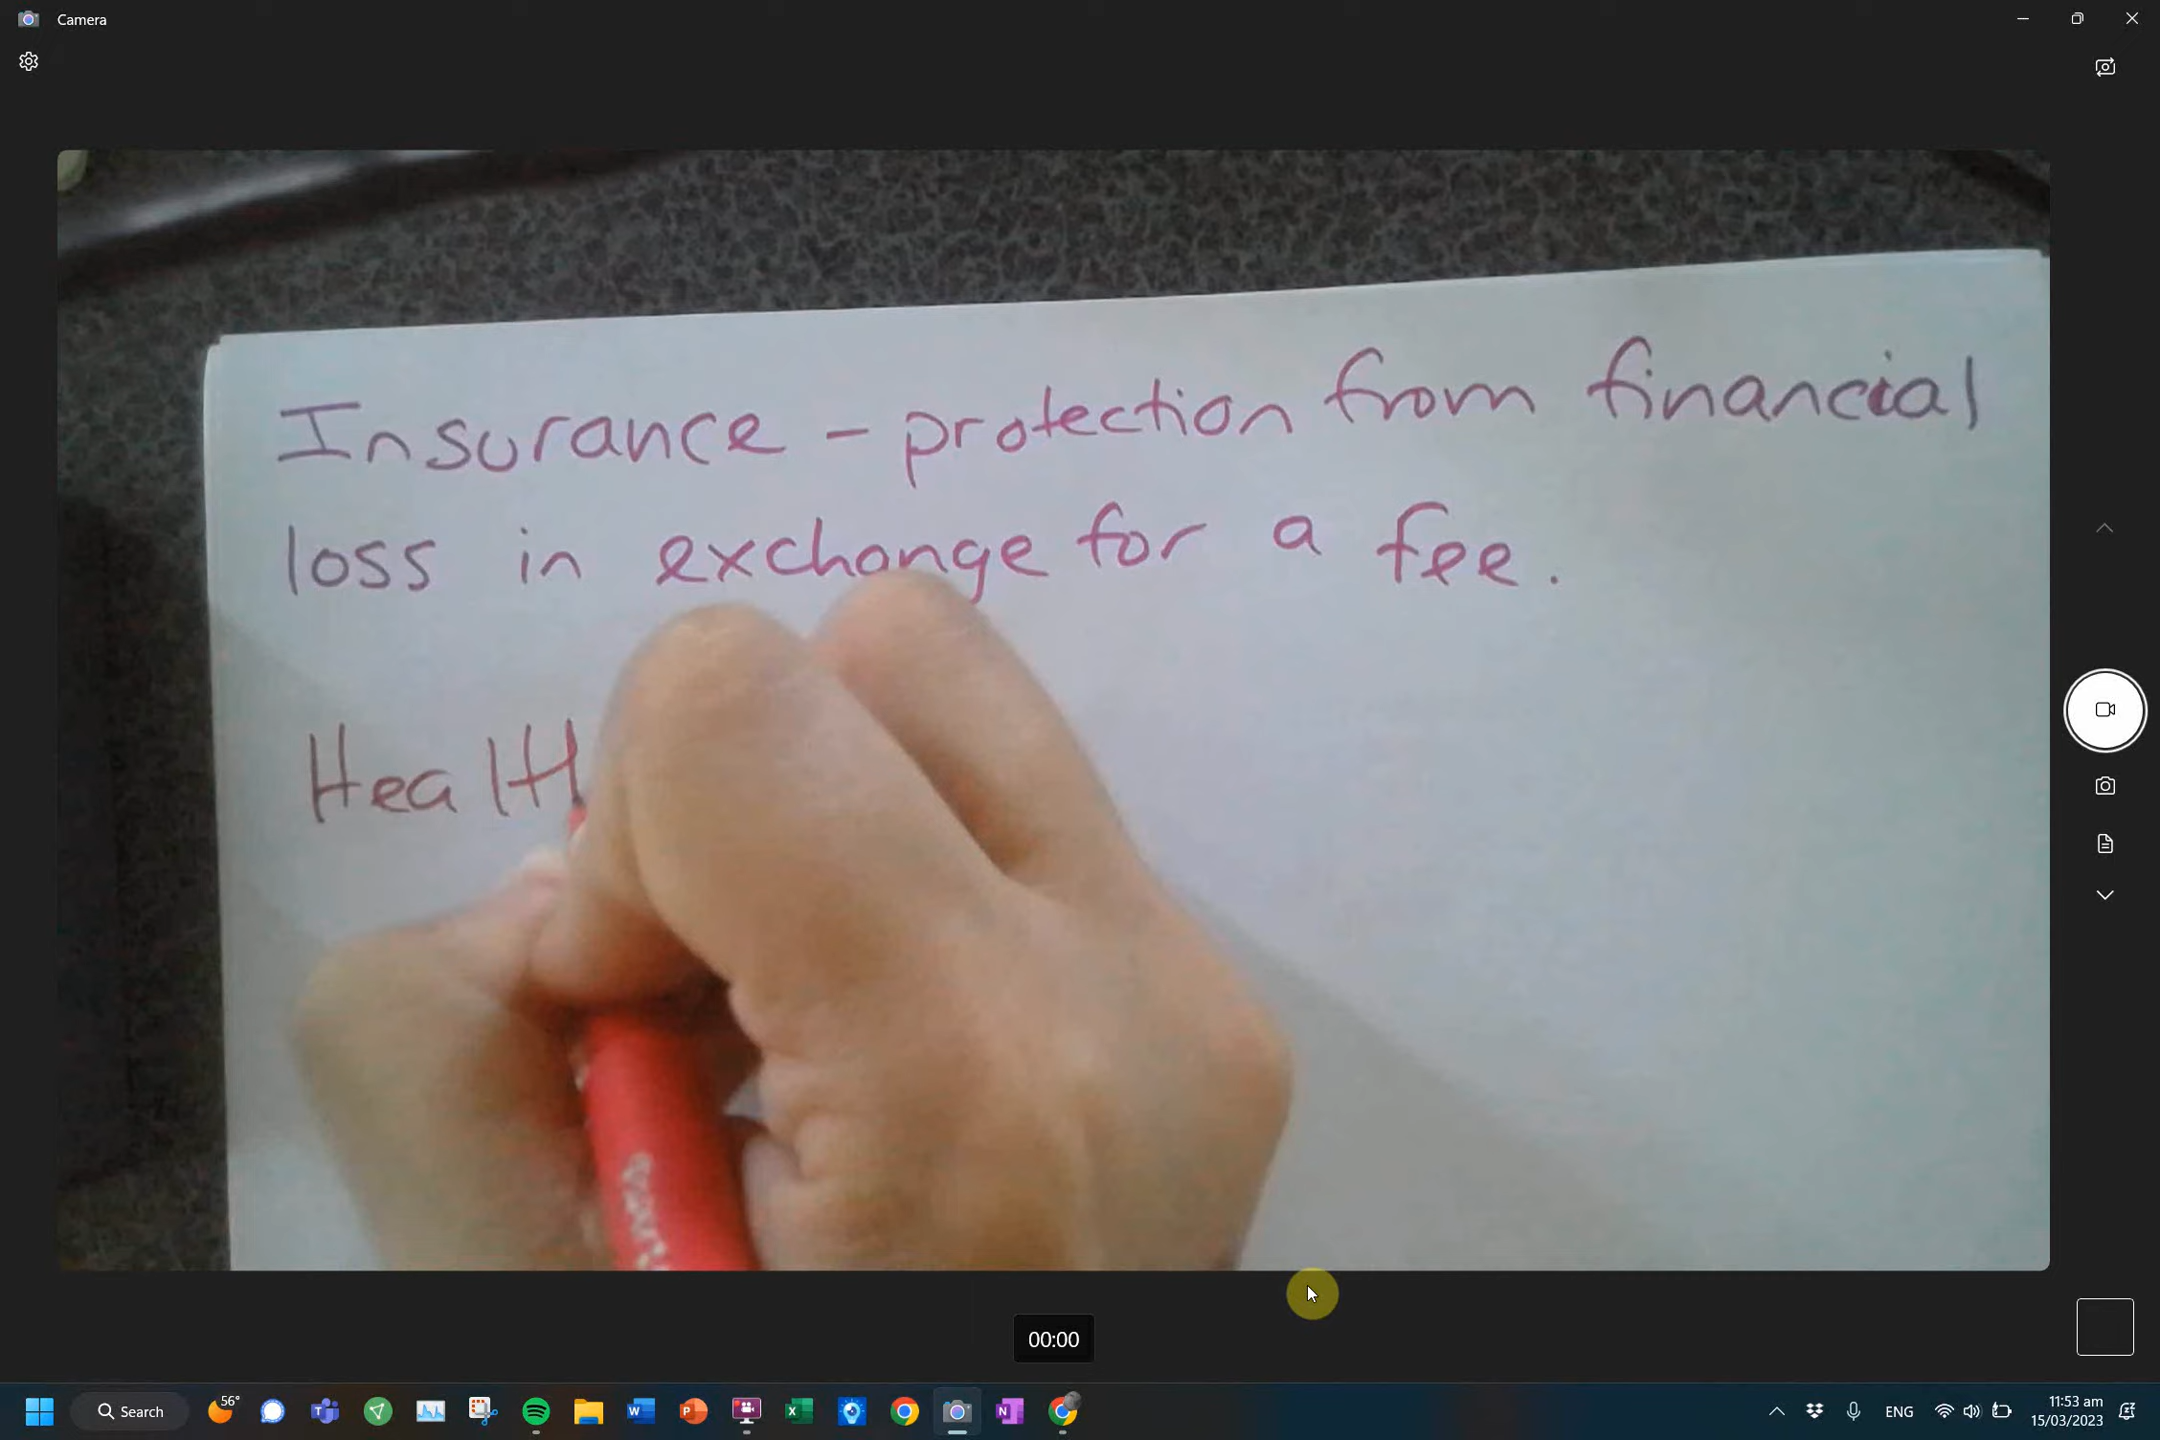 Camera
Insurance – protection from financial
loss in exchange for a fee.
Health
00:00
56°
Search
ENG
11:53 am
15/03/2023